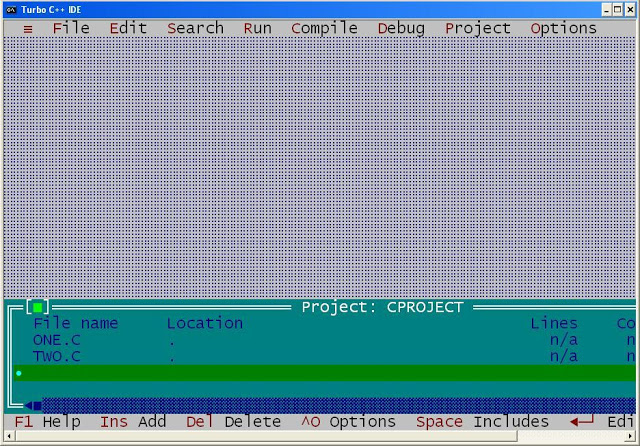 Turbo C++ IDE
≡ File Edit Search Run Compile Debug Project Options
Project: CPROJECT
File name Location Lines Co
ONE.C . n/a n
TWO.C . n/a n
F1 Help Ins Add Del Delete ^O Options Space Includes ←┘ Edi